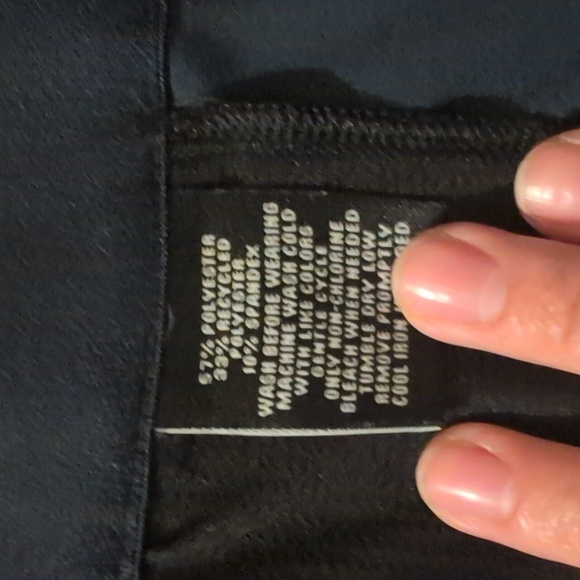 57% POLYESTER
33% RECYCLED
POLYESTER
10% SPANDEX
WASH BEFORE WEARING
MACHINE WASH COLD
WITH LIKE COLORS
GENTLE CYCLE
ONLY NON-CHLORINE
BLEACH WHEN NEEDED
TUMBLE DRY LOW
REMOVE PROMPTLY
COOL IRON